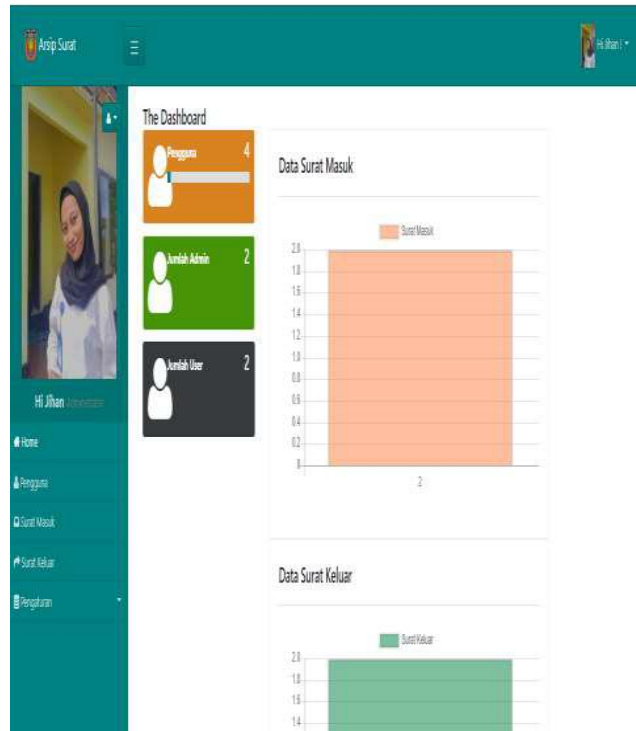 Arsip Surat
Hi Jihan ! 
The Dashboard
Pengguna 4
Jumlah Admin 2
Jumlah User 2
Hi Jihan Administrator
Home
Pengguna
Surat Masuk
Surat Keluar
Pengaturan
Data Surat Masuk
Surat Masuk
2.0
1.8
1.6
1.4
1.2
1.0
0.8
0.6
0.4
0.2
0
2
Data Surat Keluar
Surat Keluar
2.0
1.8
1.6
1.4